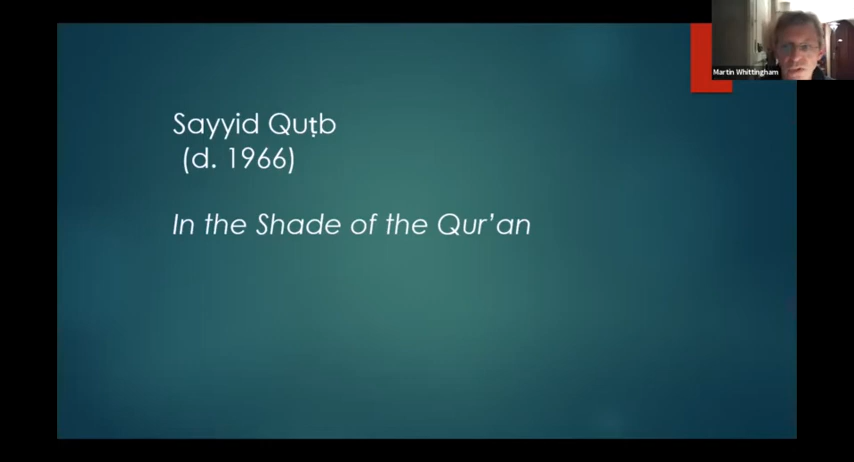 Martin Whittingham
Sayyid Quṭb
(d. 1966)
In the Shade of the Qur’an